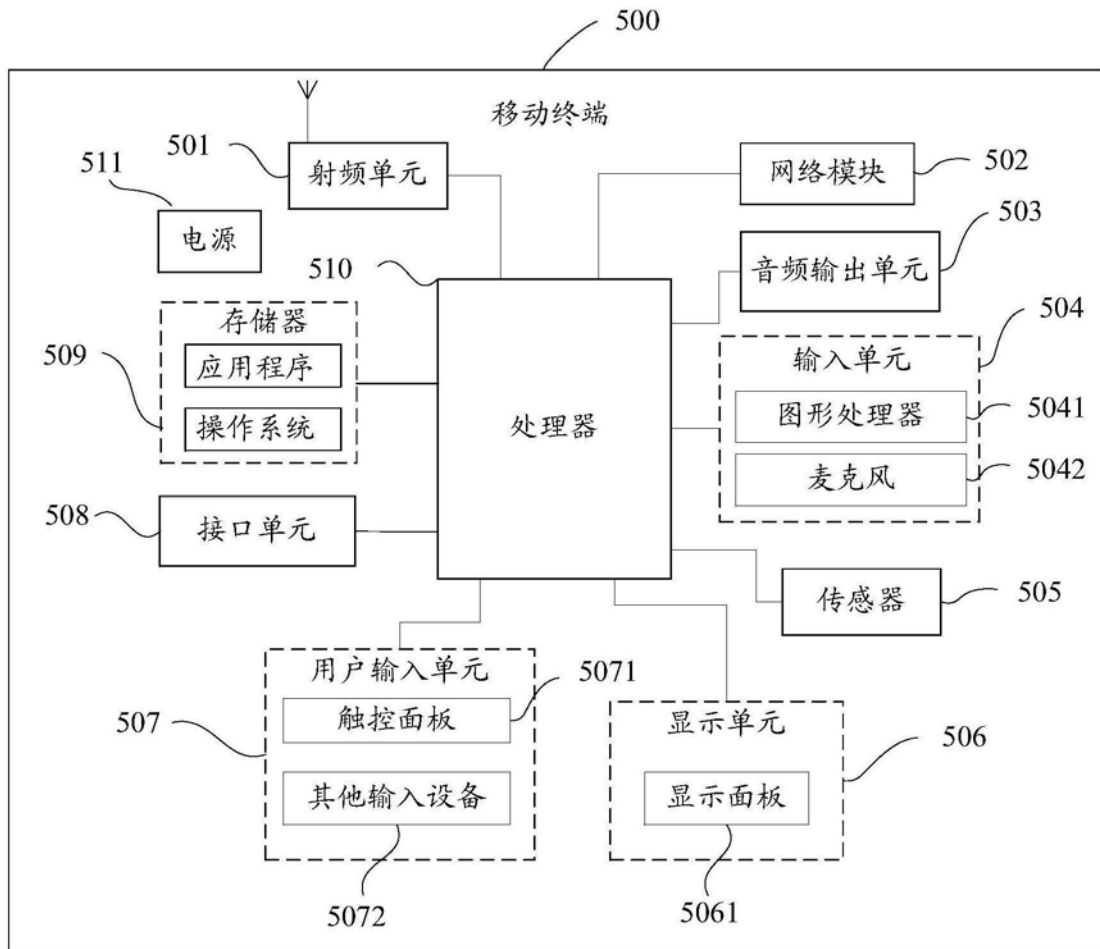 500
移动终端
501
射频单元
网络模块
502
511
电源
503
音频输出单元
510
存储器
应用程序
操作系统
509
处理器
504
输入单元
图形处理器
5041
麦克风
5042
508
接口单元
传感器
505
用户输入单元
5071
触控面板
507
其他输入设备
5072
显示单元
506
显示面板
5061